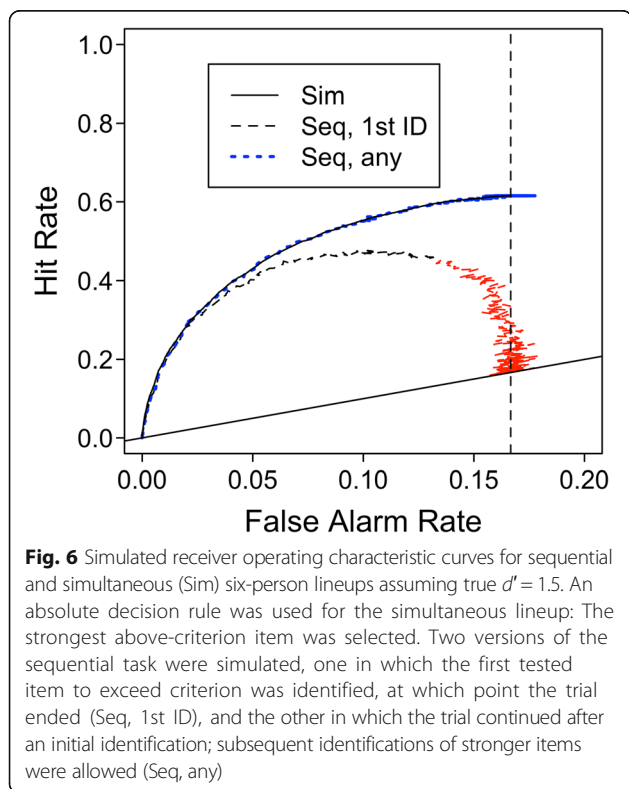 1.0
0.8
0.6
0.4
0.2
0.0
Hit Rate
Sim
Seq, 1st ID
Seq, any
0.00
0.05
0.10
0.15
0.20
False Alarm Rate
Fig. 6 Simulated receiver operating characteristic curves for sequential
and simultaneous (Sim) six-person lineups assuming true d′ = 1.5. An
absolute decision rule was used for the simultaneous lineup: The
strongest above-criterion item was selected. Two versions of the
sequential task were simulated, one in which the first tested
item to exceed criterion was identified, at which point the trial
ended (Seq, 1st ID), and the other in which the trial continued after
an initial identification; subsequent identifications of stronger items
were allowed (Seq, any)